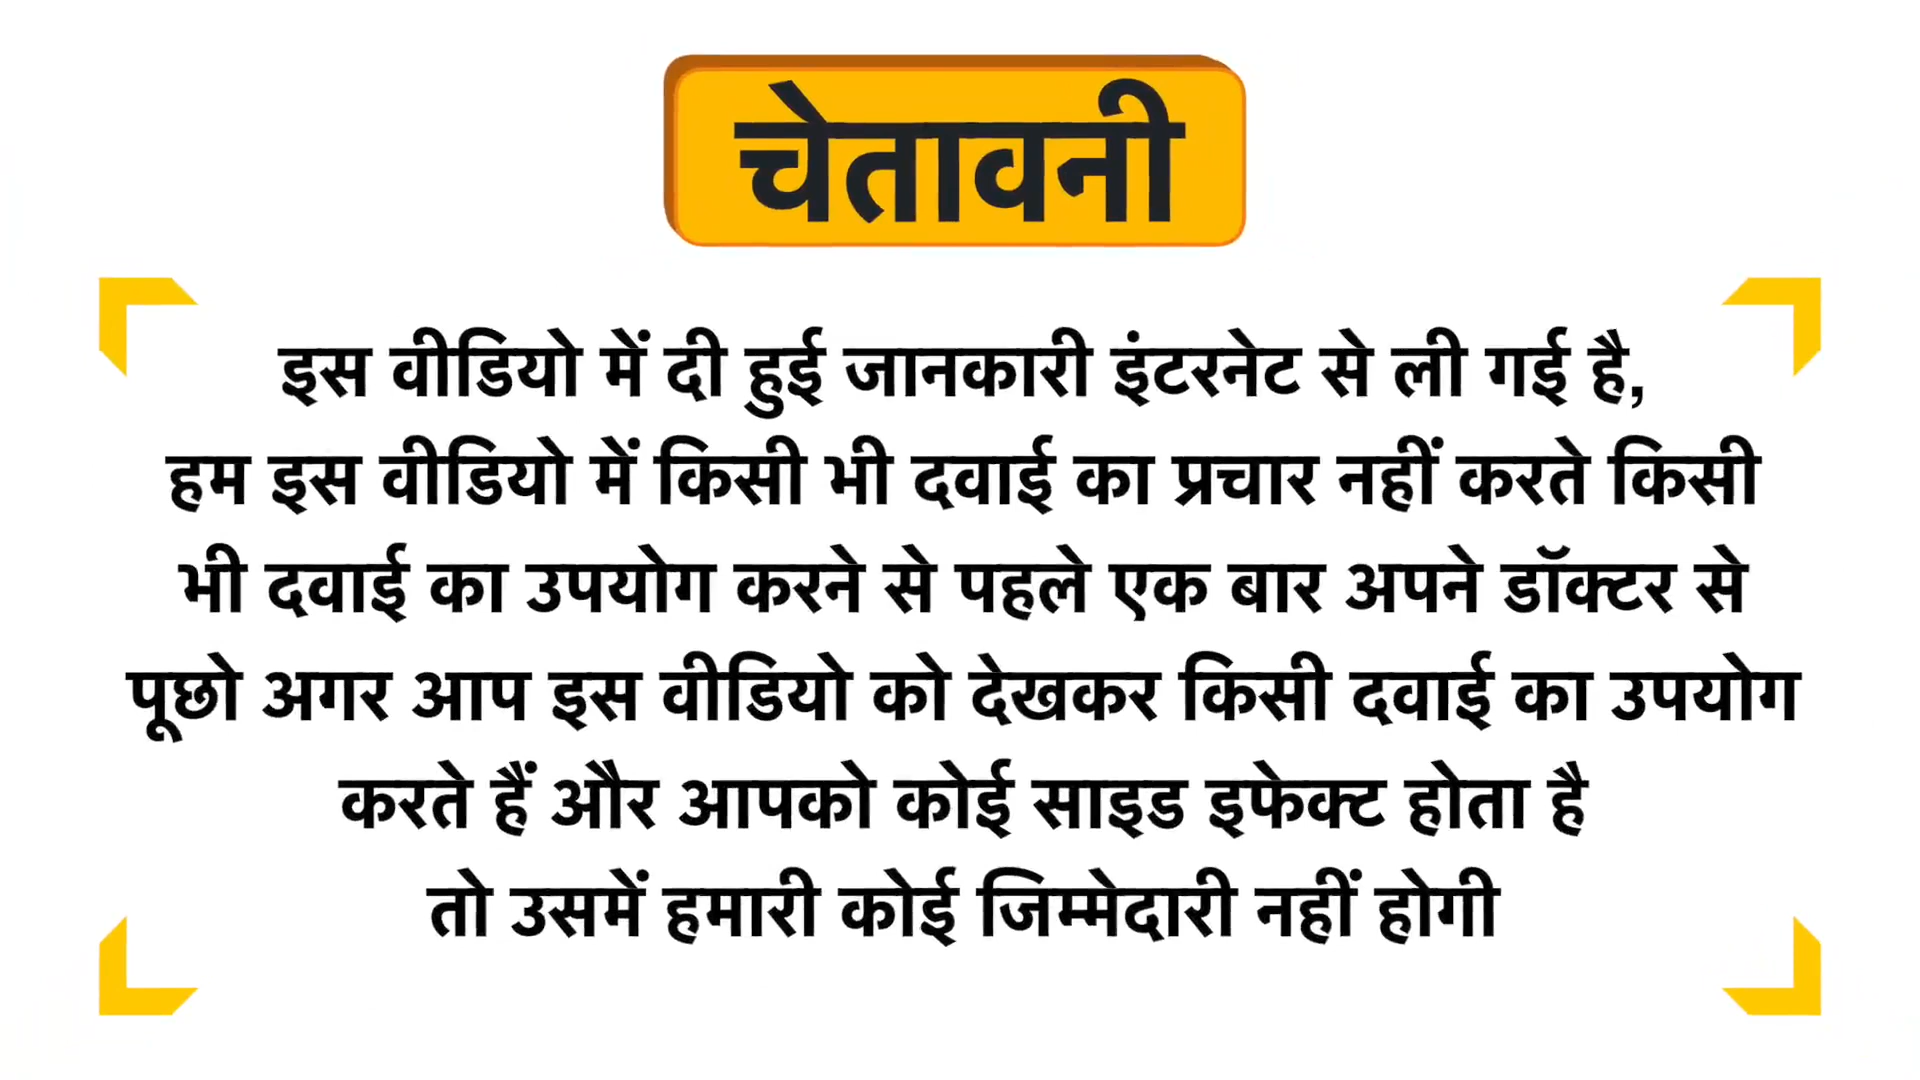 चेतावनी
इस वीडियो में दी हुई जानकारी इंटरनेट से ली गई है,
हम इस वीडियो में किसी भी दवाई का प्रचार नहीं करते किसी
भी दवाई का उपयोग करने से पहले एक बार अपने डॉक्टर से
पूछो अगर आप इस वीडियो को देखकर किसी दवाई का उपयोग
करते हैं और आपको कोई साइड इफेक्ट होता है
तो उसमें हमारी कोई जिम्मेदारी नहीं होगी